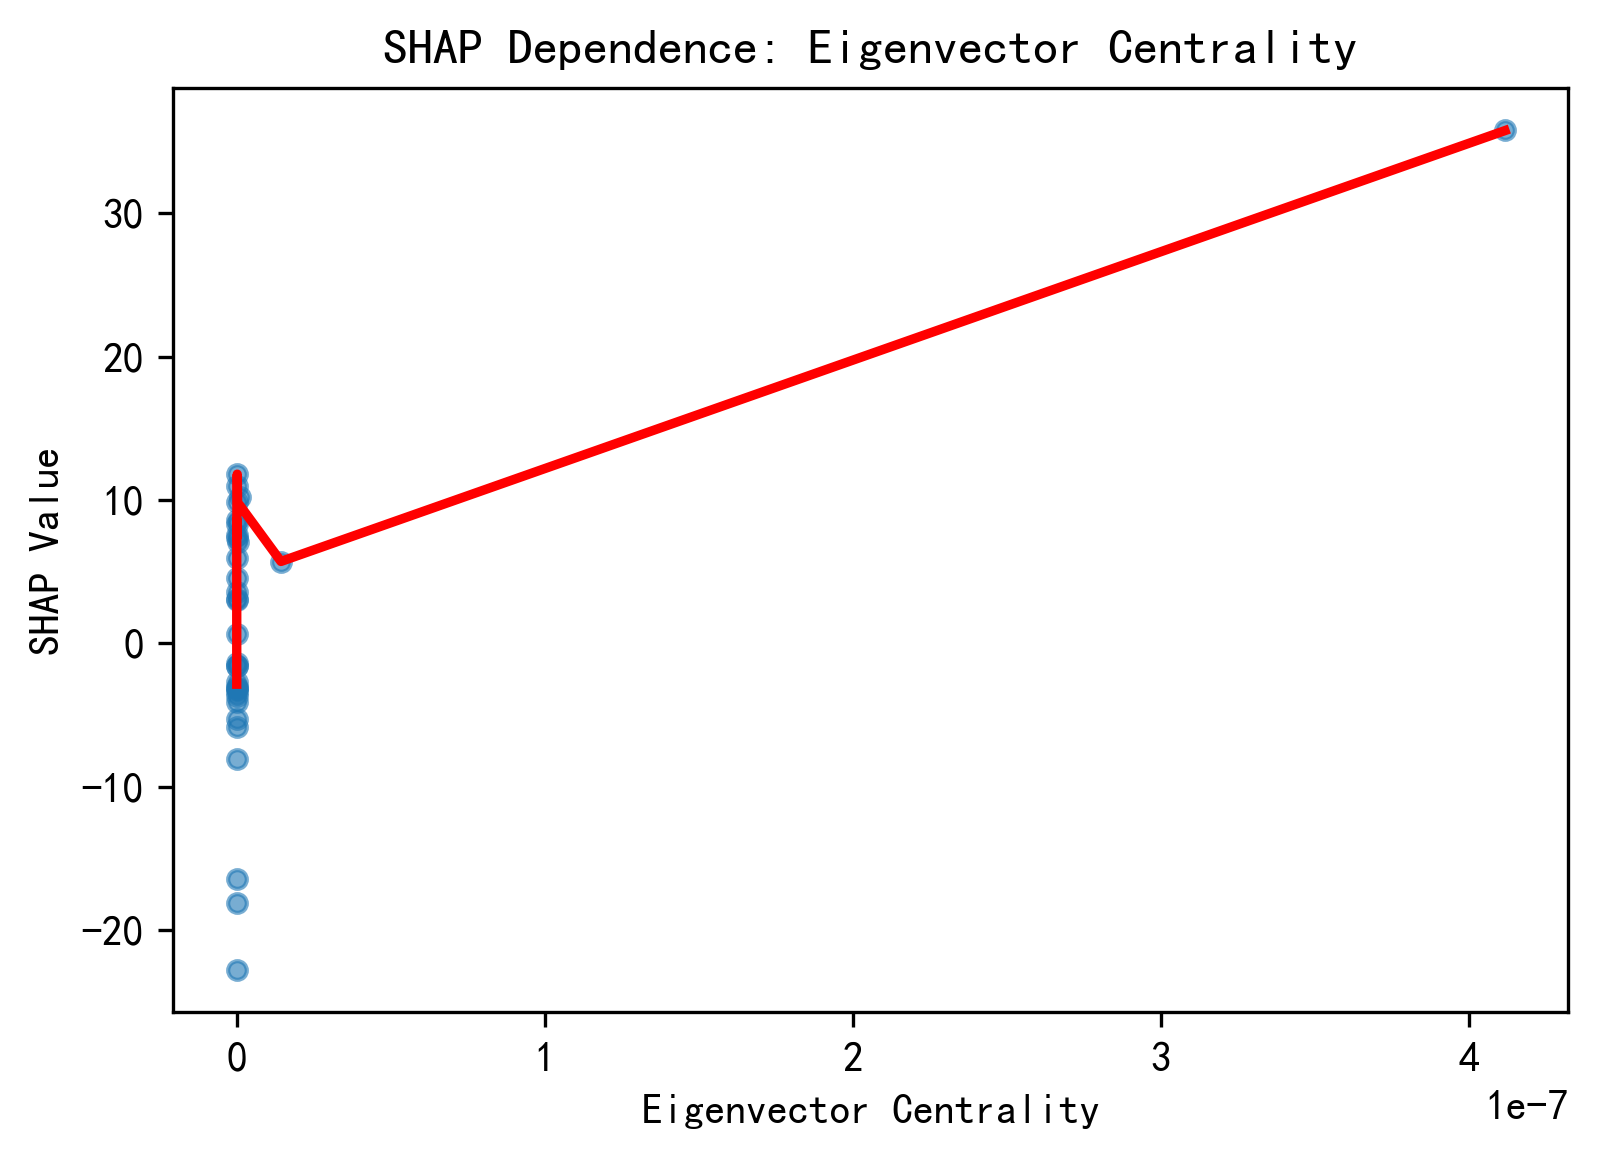 SHAP Dependence: Eigenvector Centrality
SHAP Value
30
20
10
0
-10
-20
0 1 2 3 4
1e-7
Eigenvector Centrality